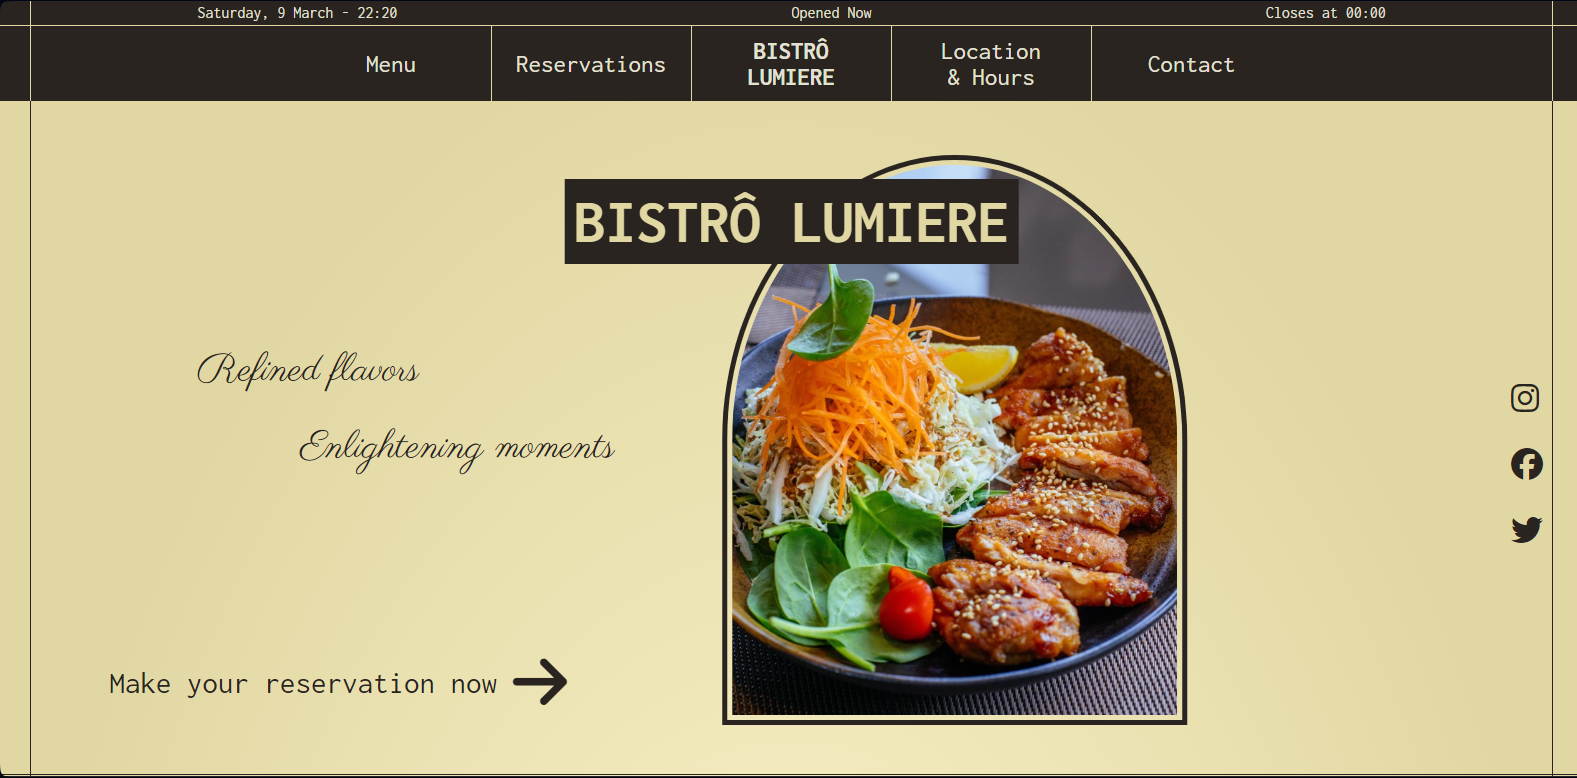 Saturday, 9 March - 22:20
Opened Now
Closes at 00:00
Menu
Reservations
BISTRÔ
LUMIERE
Location
& Hours
Contact
BISTRÔ LUMIERE
Refined flavors
Enlightening moments
Make your reservation now